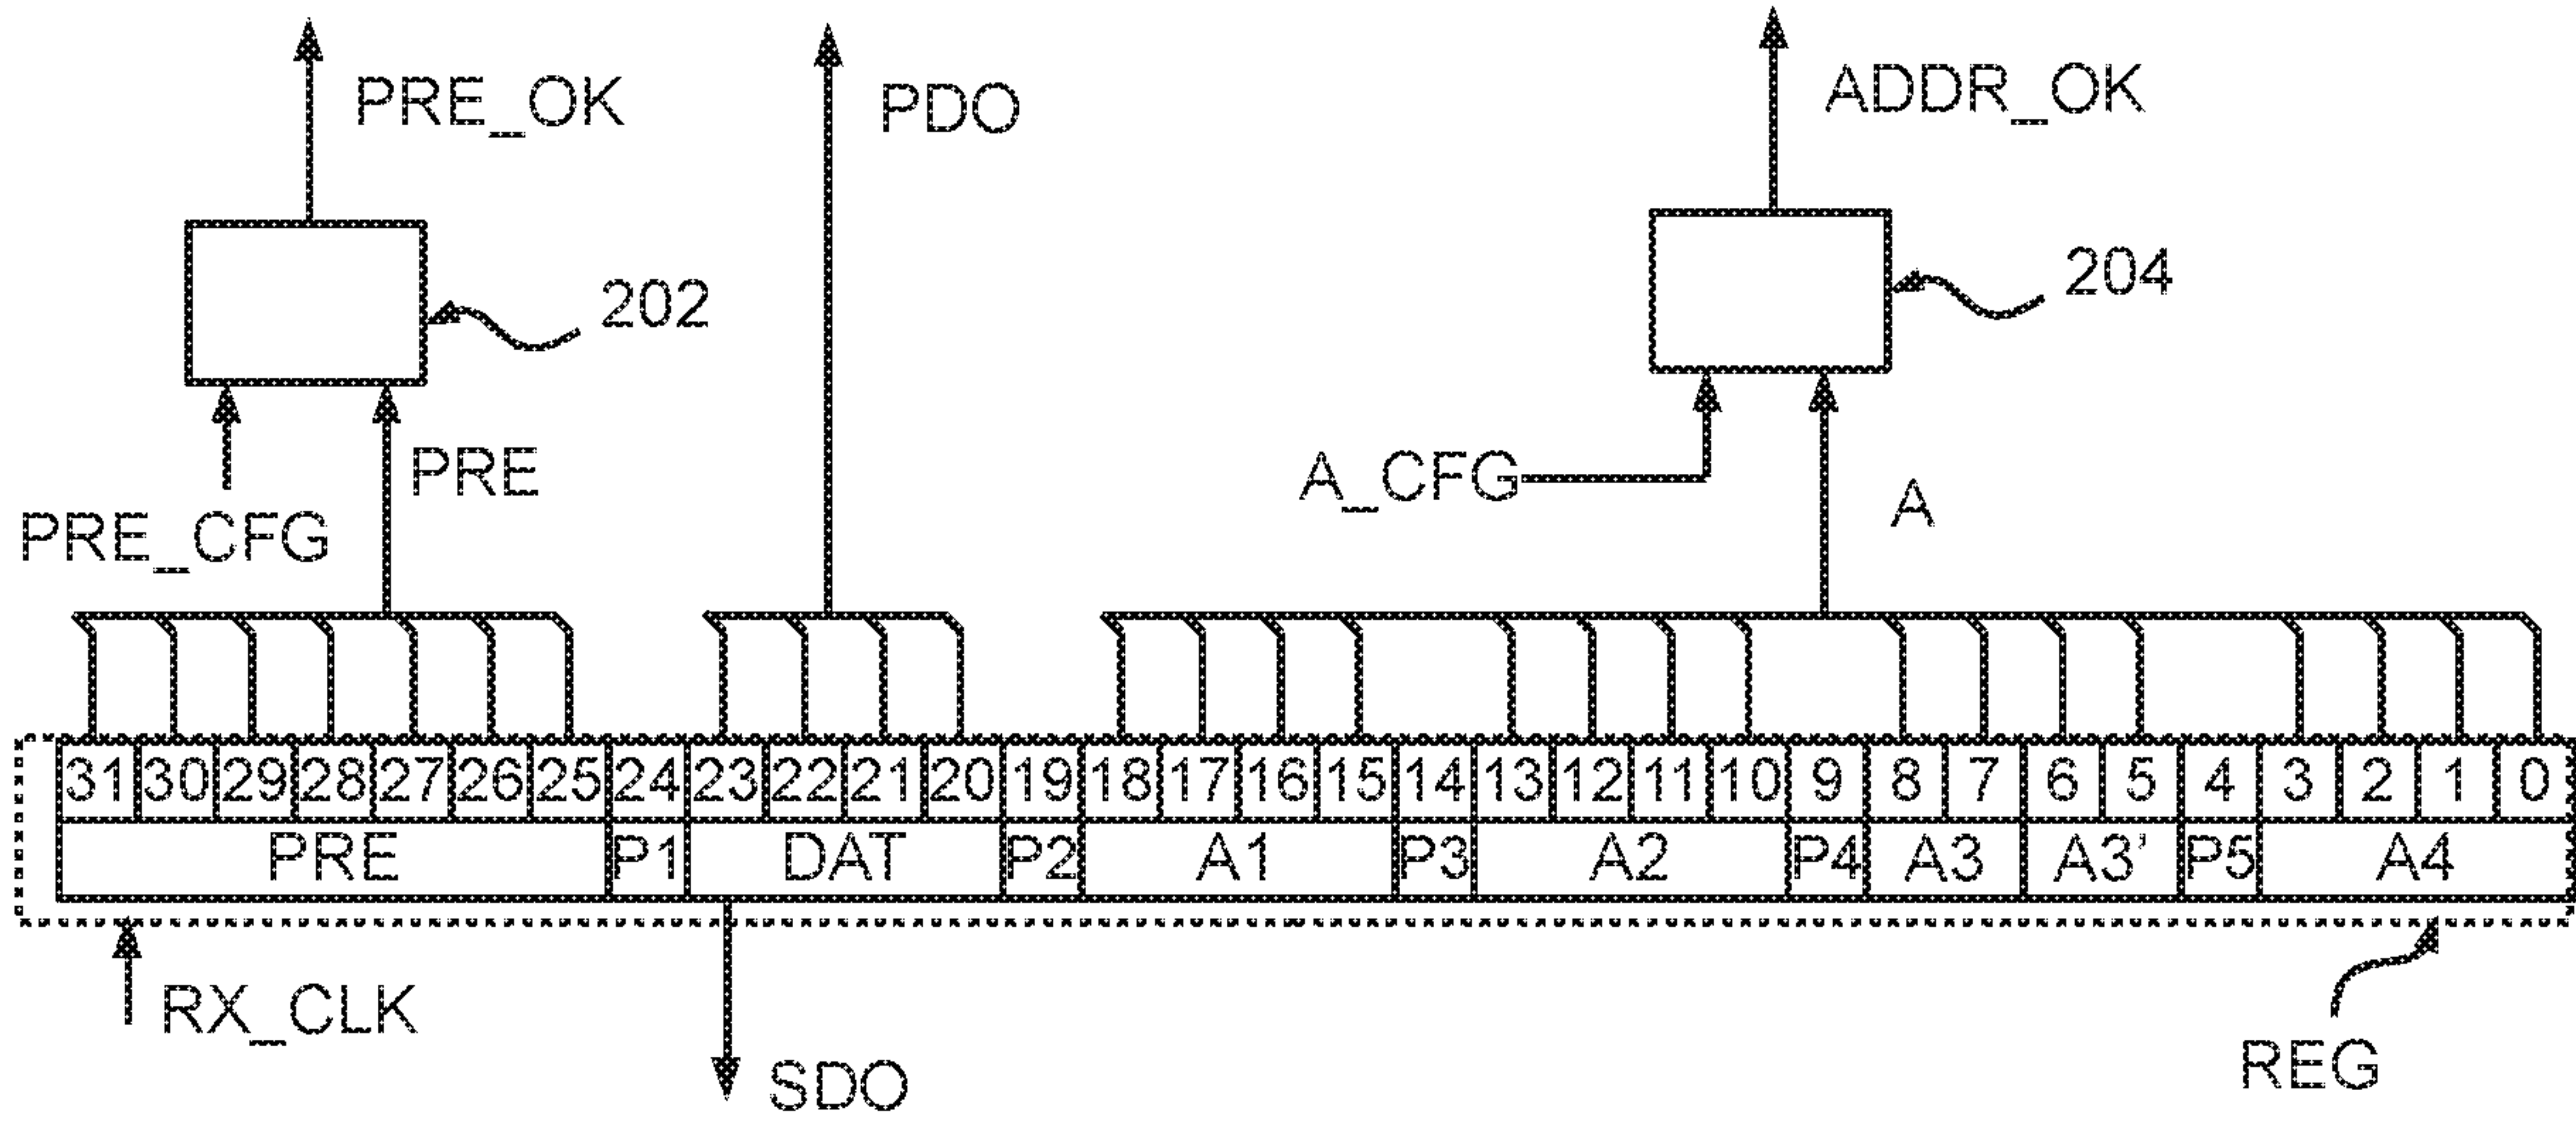 PRE_OK
PDO
ADDR_OK
202
204
PRE_CFG
PRE
A_CFG
A
31 30 29 28 27 26 25 24 23 22 21 20 19 18 17 16 15 14 13 12 11 10 9 8 7 6 5 4 3 2 1 0
PRE P1 DAT P2 A1 P3 A2 P4 A3 A3' P5 A4
RX_CLK
SDO
REG